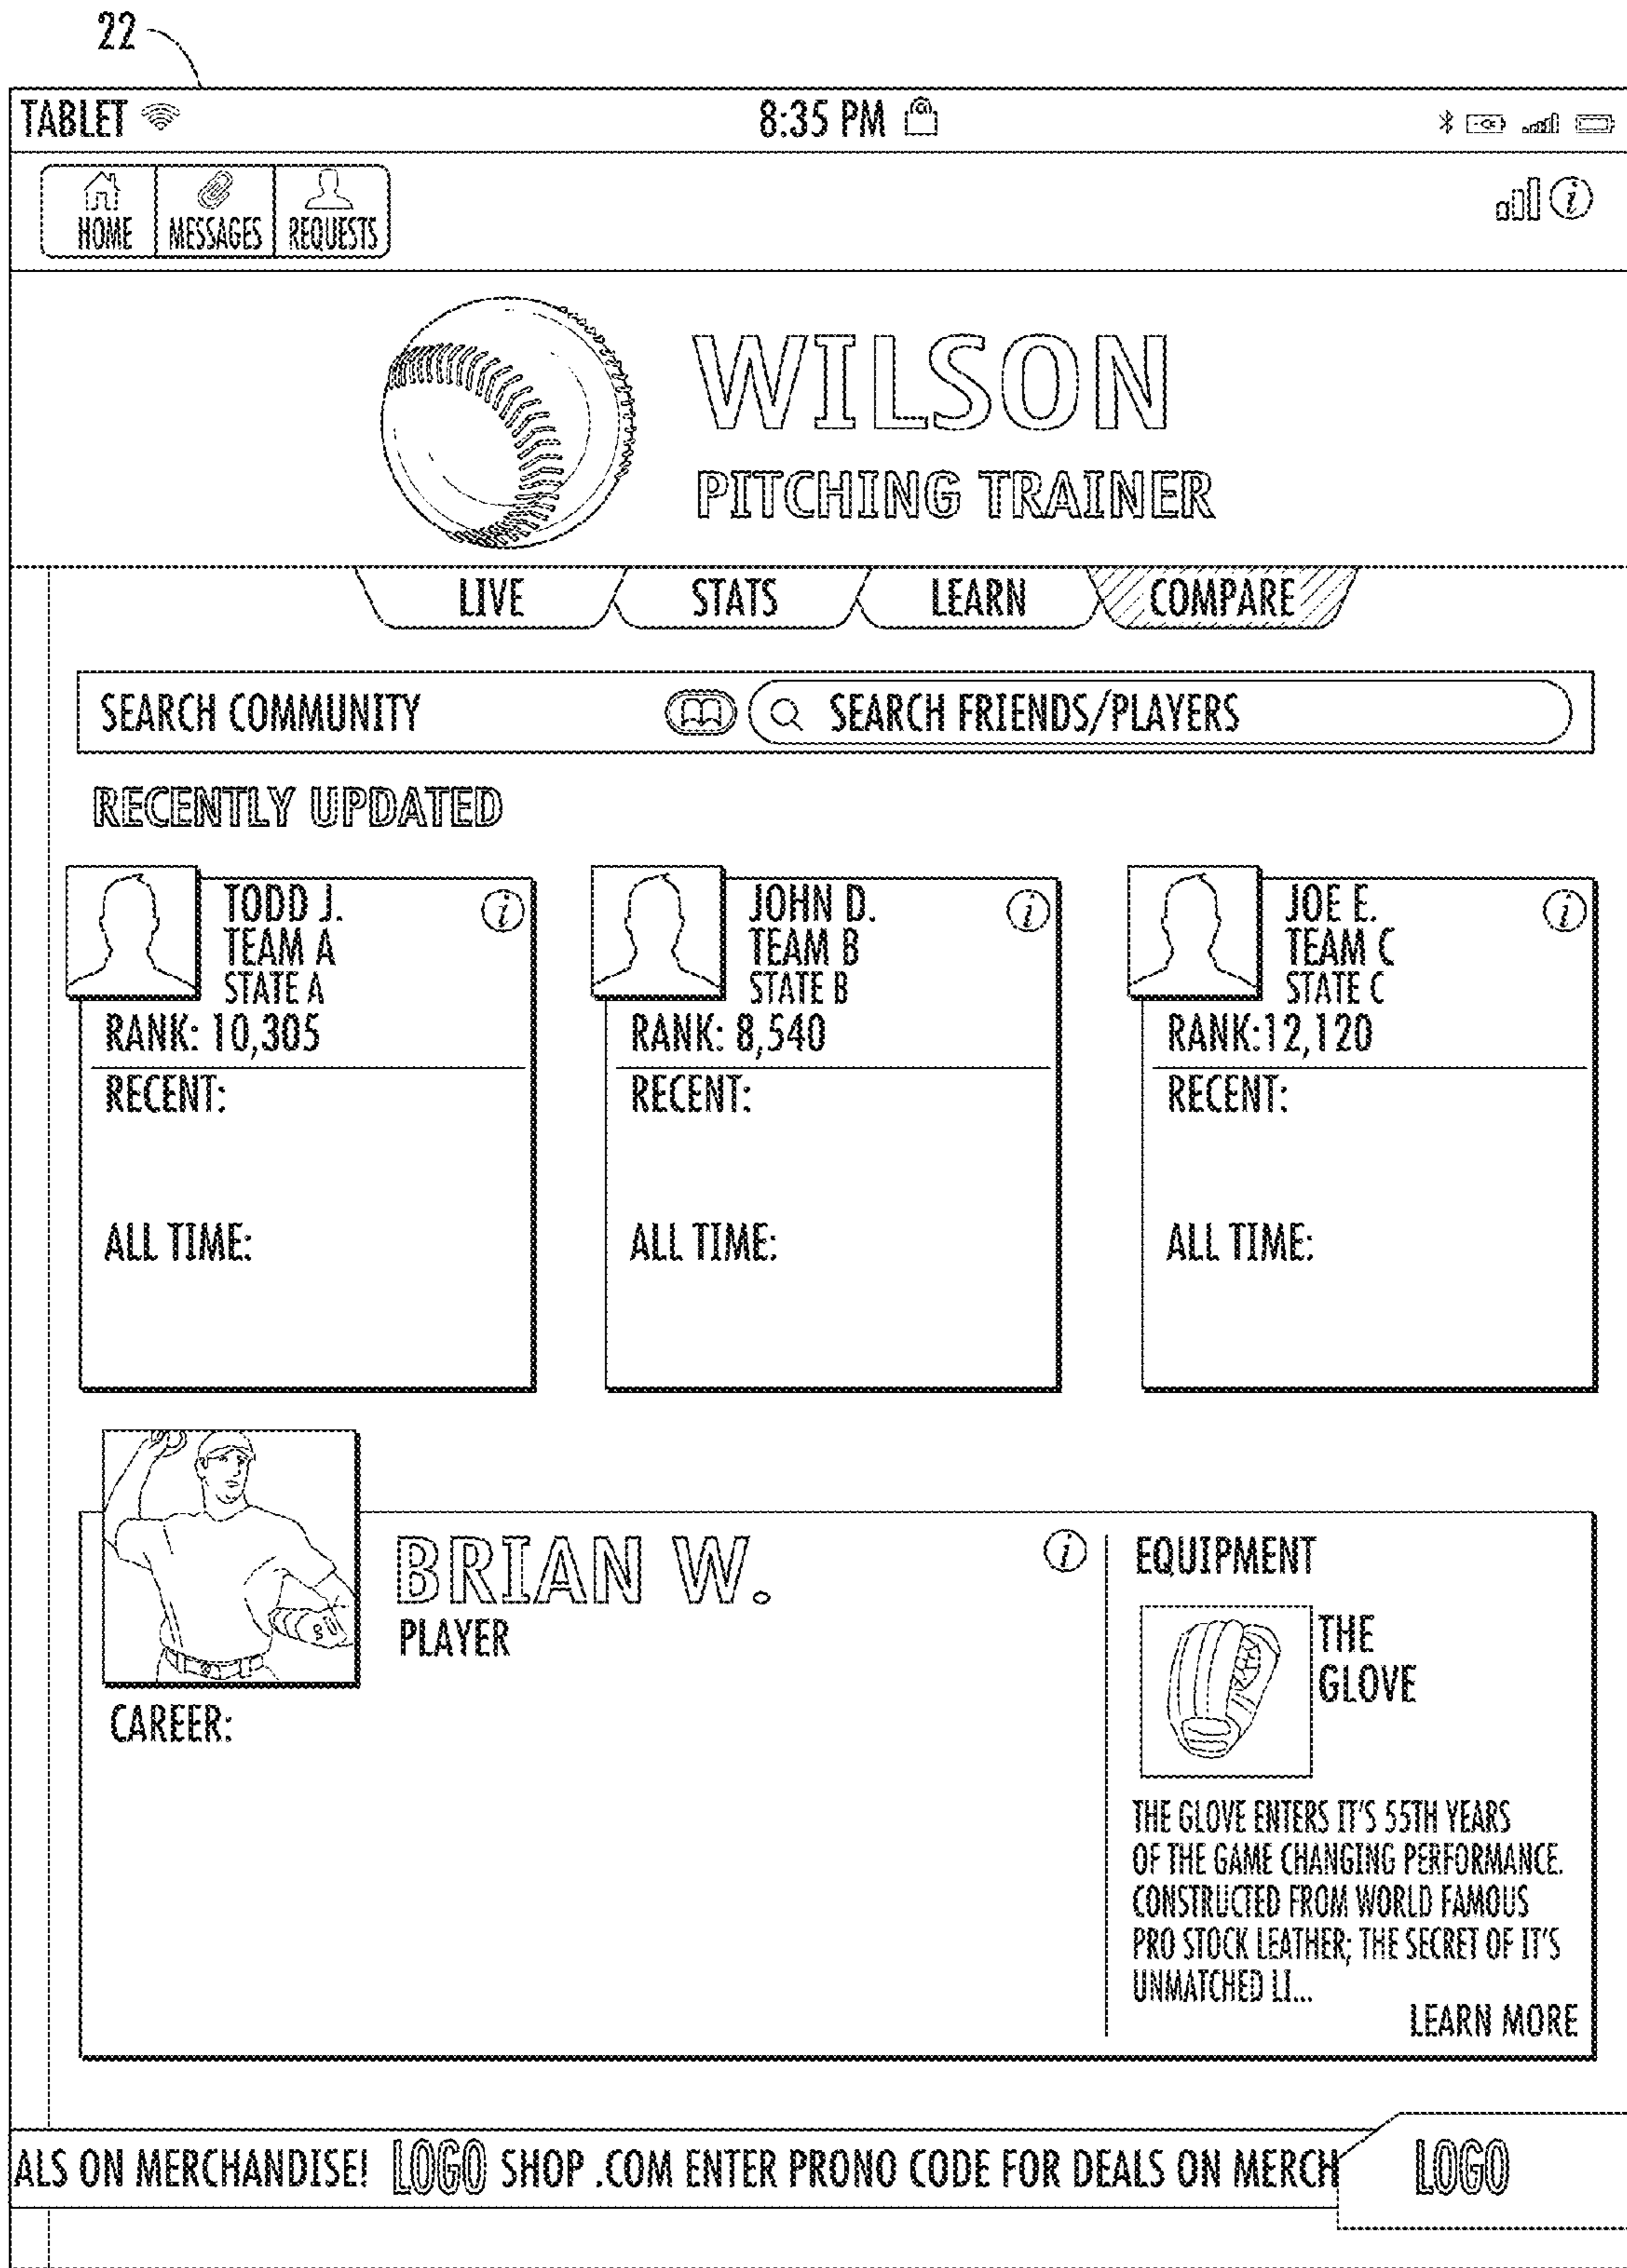 22
TABLET 8:35 PM
HOME MESSAGES REQUESTS
WILSON
PITCHING TRAINER
LIVE STATS LEARN COMPARE
SEARCH COMMUNITY SEARCH FRIENDS/PLAYERS
RECENTLY UPDATED
TODD J.
TEAM A
STATE A
RANK: 10,305
RECENT:
ALL TIME:
JOHN D.
TEAM B
STATE B
RANK: 8,540
RECENT:
ALL TIME:
JOE E.
TEAM C
STATE C
RANK:12,120
RECENT:
ALL TIME:
BRIAN W.
PLAYER
CAREER:
EQUIPMENT
THE
GLOVE
THE GLOVE ENTERS IT'S 55TH YEARS
OF THE GAME CHANGING PERFORMANCE.
CONSTRUCTED FROM WORLD FAMOUS
PRO STOCK LEATHER; THE SECRET OF IT'S
UNMATCHED LI...
LEARN MORE
ALS ON MERCHANDISE! LOGO SHOP .COM ENTER PRONO CODE FOR DEALS ON MERCH LOGO